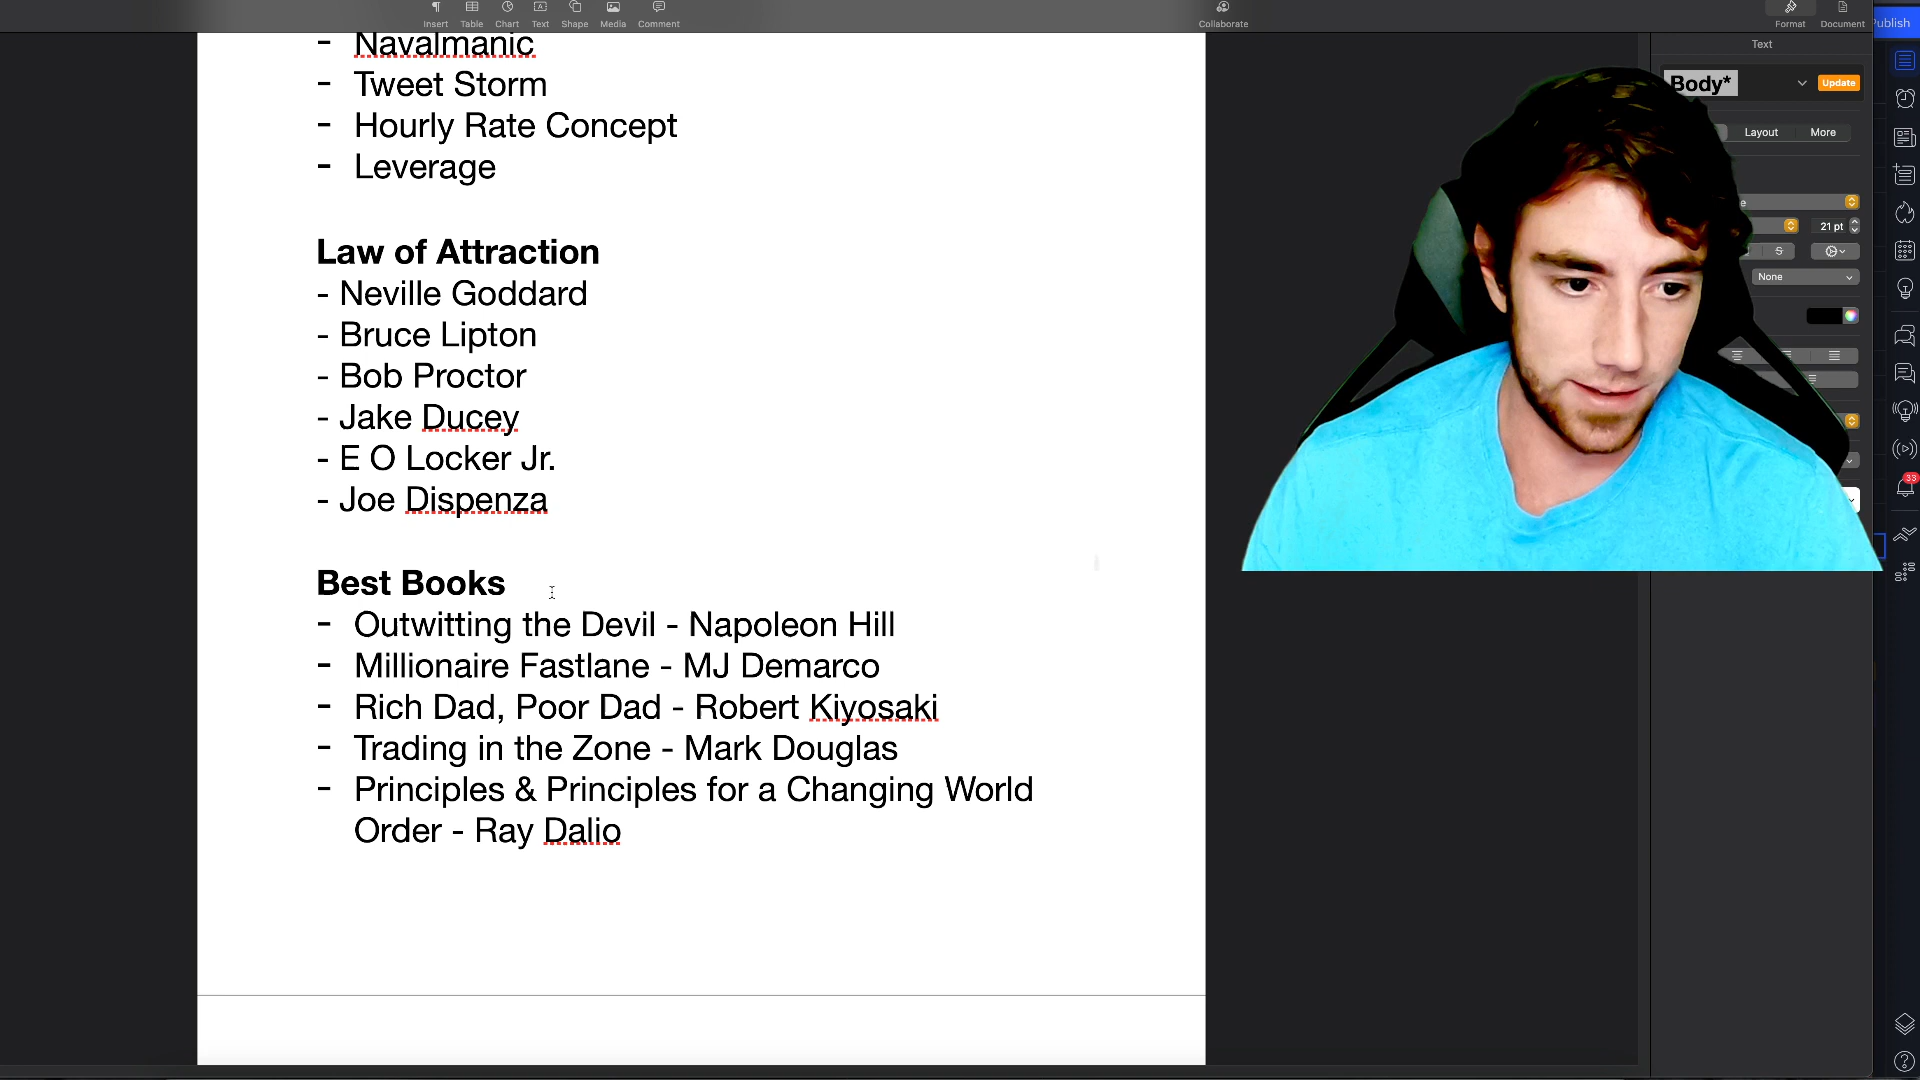 Insert Table Chart Text Shape Media Comment Collaborate Format Document
Publish
Text
- Navalmanic
- Tweet Storm
- Hourly Rate Concept
- Leverage
Law of Attraction
- Neville Goddard
- Bruce Lipton
- Bob Proctor
- Jake Ducey
- E O Locker Jr.
- Joe Dispenza
Best Books
- Outwitting the Devil - Napoleon Hill
- Millionaire Fastlane - MJ Demarco
- Rich Dad, Poor Dad - Robert Kiyosaki
- Trading in the Zone - Mark Douglas
- Principles & Principles for a Changing World
Order - Ray Dalio
Body* Update
Layout More
21 pt
None
33